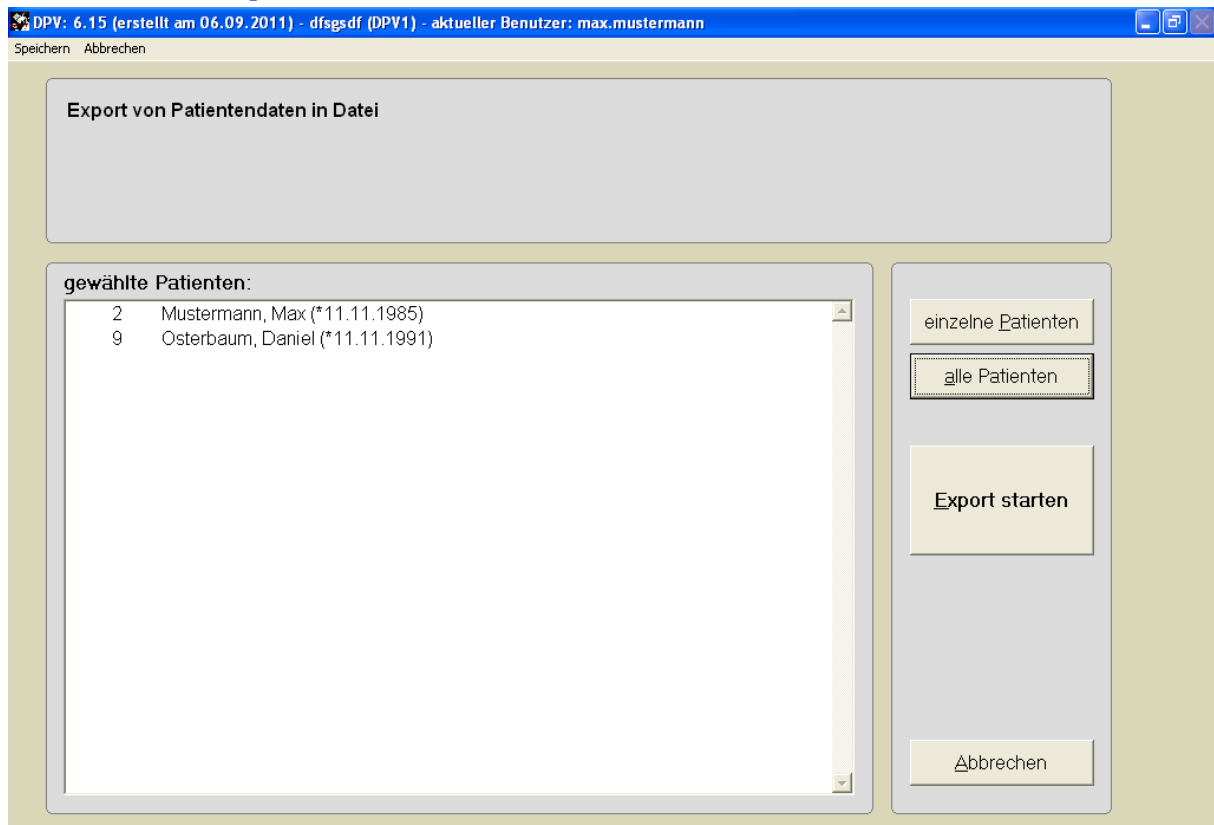 DPV: 6.15 (erstellt am 06.09.2011) - dfsgsdf (DPV1) - aktueller Benutzer: max.mustermann
Speichern Abbrechen
Export von Patientendaten in Datei
gewählte Patienten:
2 Mustermann, Max (*11.11.1985)
9 Osterbaum, Daniel (*11.11.1991)
einzelne Patienten
alle Patienten
Export starten
Abbrechen